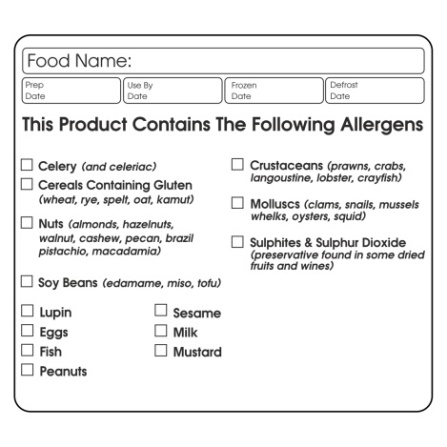 Food Name:
Prep Date
Use By Date
Frozen Date
Defrost Date
This Product Contains The Following Allergens
Celery (and celeriac)
Cereals Containing Gluten
(wheat, rye, spelt, oat, kamut)
Nuts (almonds, hazelnuts,
walnut, cashew, pecan, brazil
pistachio, macadamia)
Soy Beans (edamame, miso, tofu)
Lupin
Eggs
Fish
Peanuts
Sesame
Milk
Mustard
Crustaceans (prawns, crabs,
langoustine, lobster, crayfish)
Molluscs (clams, snails, mussels
whelks, oysters, squid)
Sulphites & Sulphur Dioxide
(preservative found in some dried
fruits and wines)